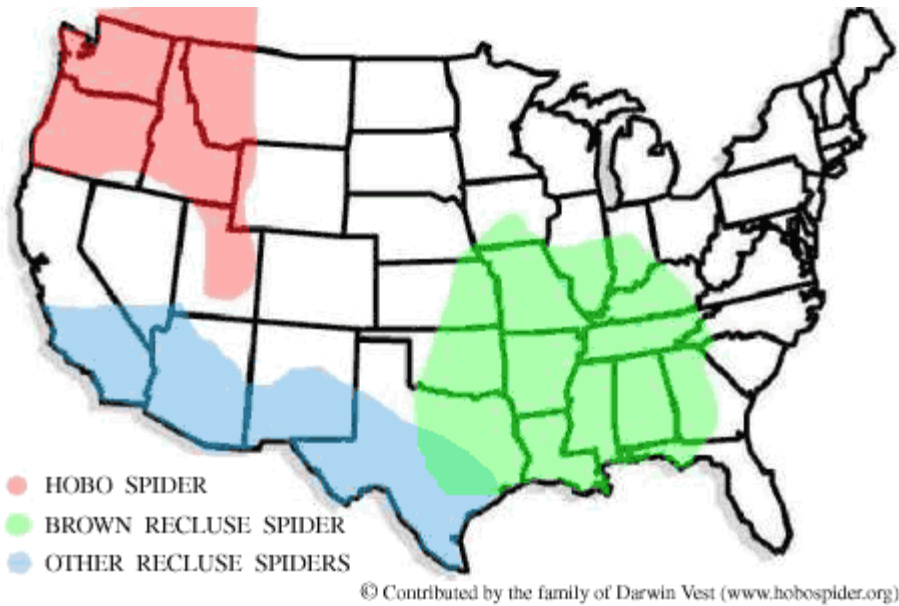 HOBO SPIDER
BROWN RECLUSE SPIDER
OTHER RECLUSE SPIDERS
© Contributed by the family of Darwin Vest (www.hobospider.org)